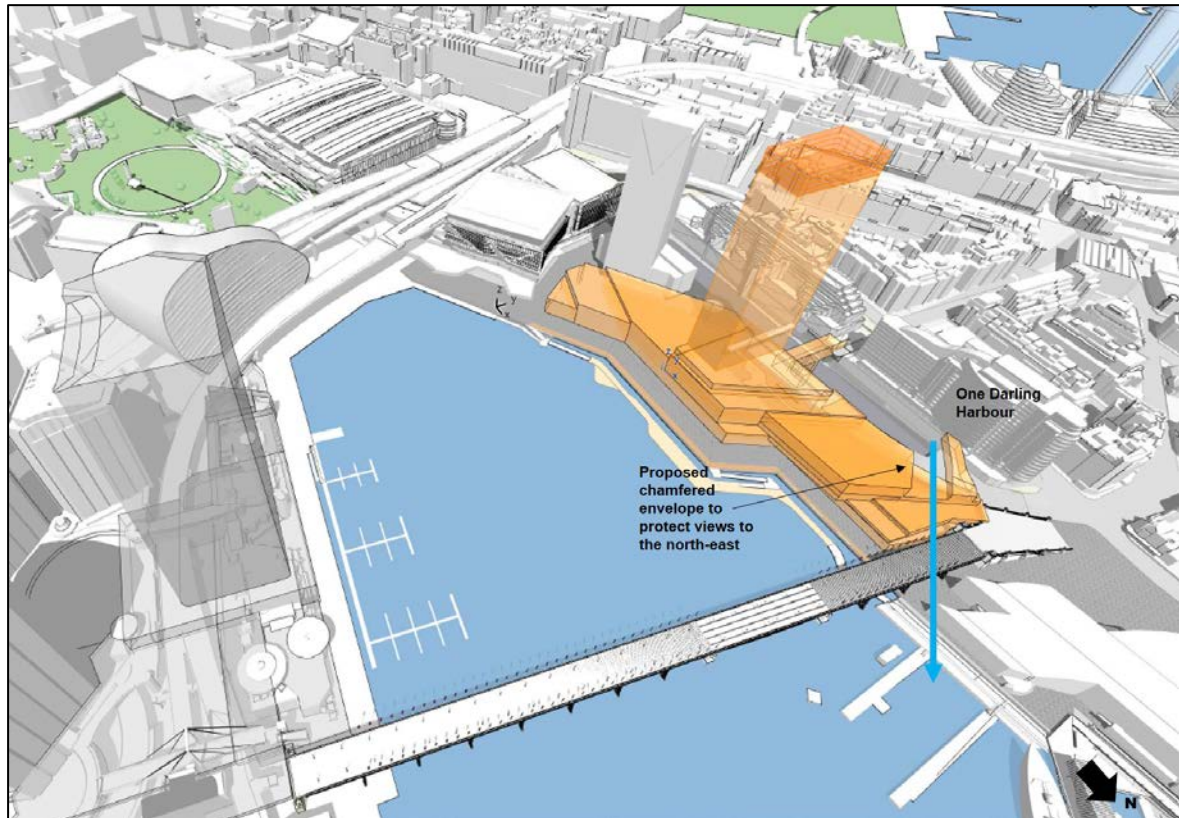 One Darling
Harbour
Proposed
chamfered
envelope to
protect views to
the north-east
z
y
x
N